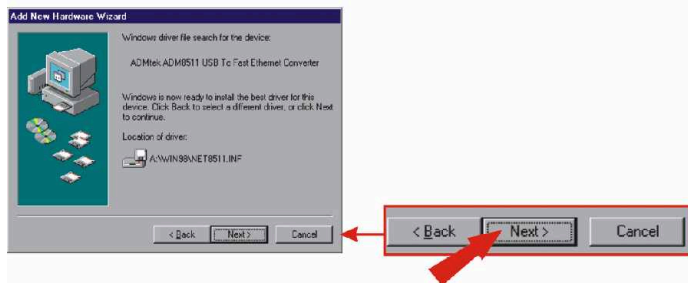 Add New Hardware Wizard
Windows driver file search for the device:
ADMtek ADM8511 USB To Fast Ethernet Converter
Windows is now ready to install the best driver for this
device. Click Back to select a different driver, or click Next
to continue.
Location of driver:
A:\WIN98\NET8511.INF
< Back Next > Cancel
< Back Next > Cancel